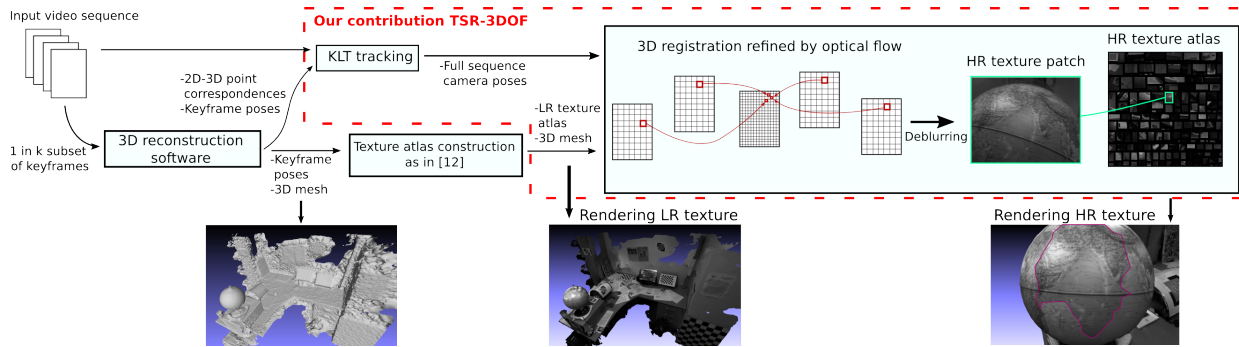 Input video sequence
Our contribution TSR-3DOF
KLT tracking
-Full sequence
camera poses
-2D-3D point
correspondences
-Keyframe poses
1 in k subset
of keyframes
3D reconstruction
software
-Keyframe
poses
-3D mesh
Texture atlas construction
as in [12]
-LR texture
atlas
-3D mesh
3D registration refined by optical flow
Deblurring
HR texture patch
HR texture atlas
Rendering LR texture
Rendering HR texture